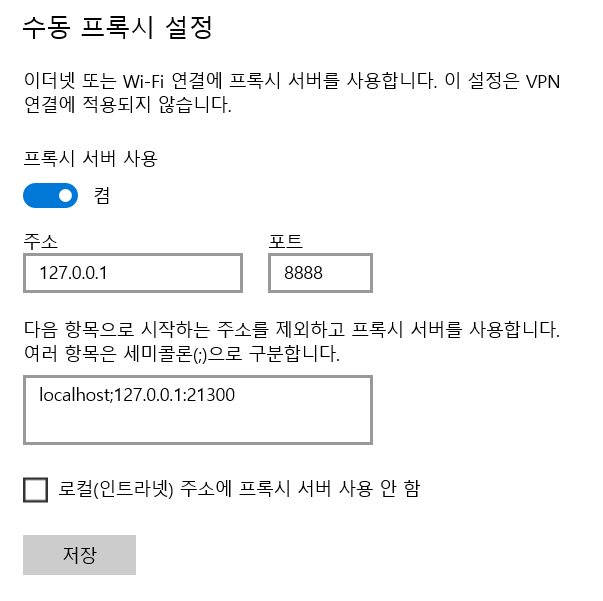 수동 프록시 설정
이더넷 또는 Wi-Fi 연결에 프록시 서버를 사용합니다. 이 설정은 VPN
연결에 적용되지 않습니다.
프록시 서버 사용
켬
주소 포트
127.0.0.1 8888
다음 항목으로 시작하는 주소를 제외하고 프록시 서버를 사용합니다.
여러 항목은 세미콜론(;)으로 구분합니다.
localhost;127.0.0.1:21300
로컬(인트라넷) 주소에 프록시 서버 사용 안 함
저장